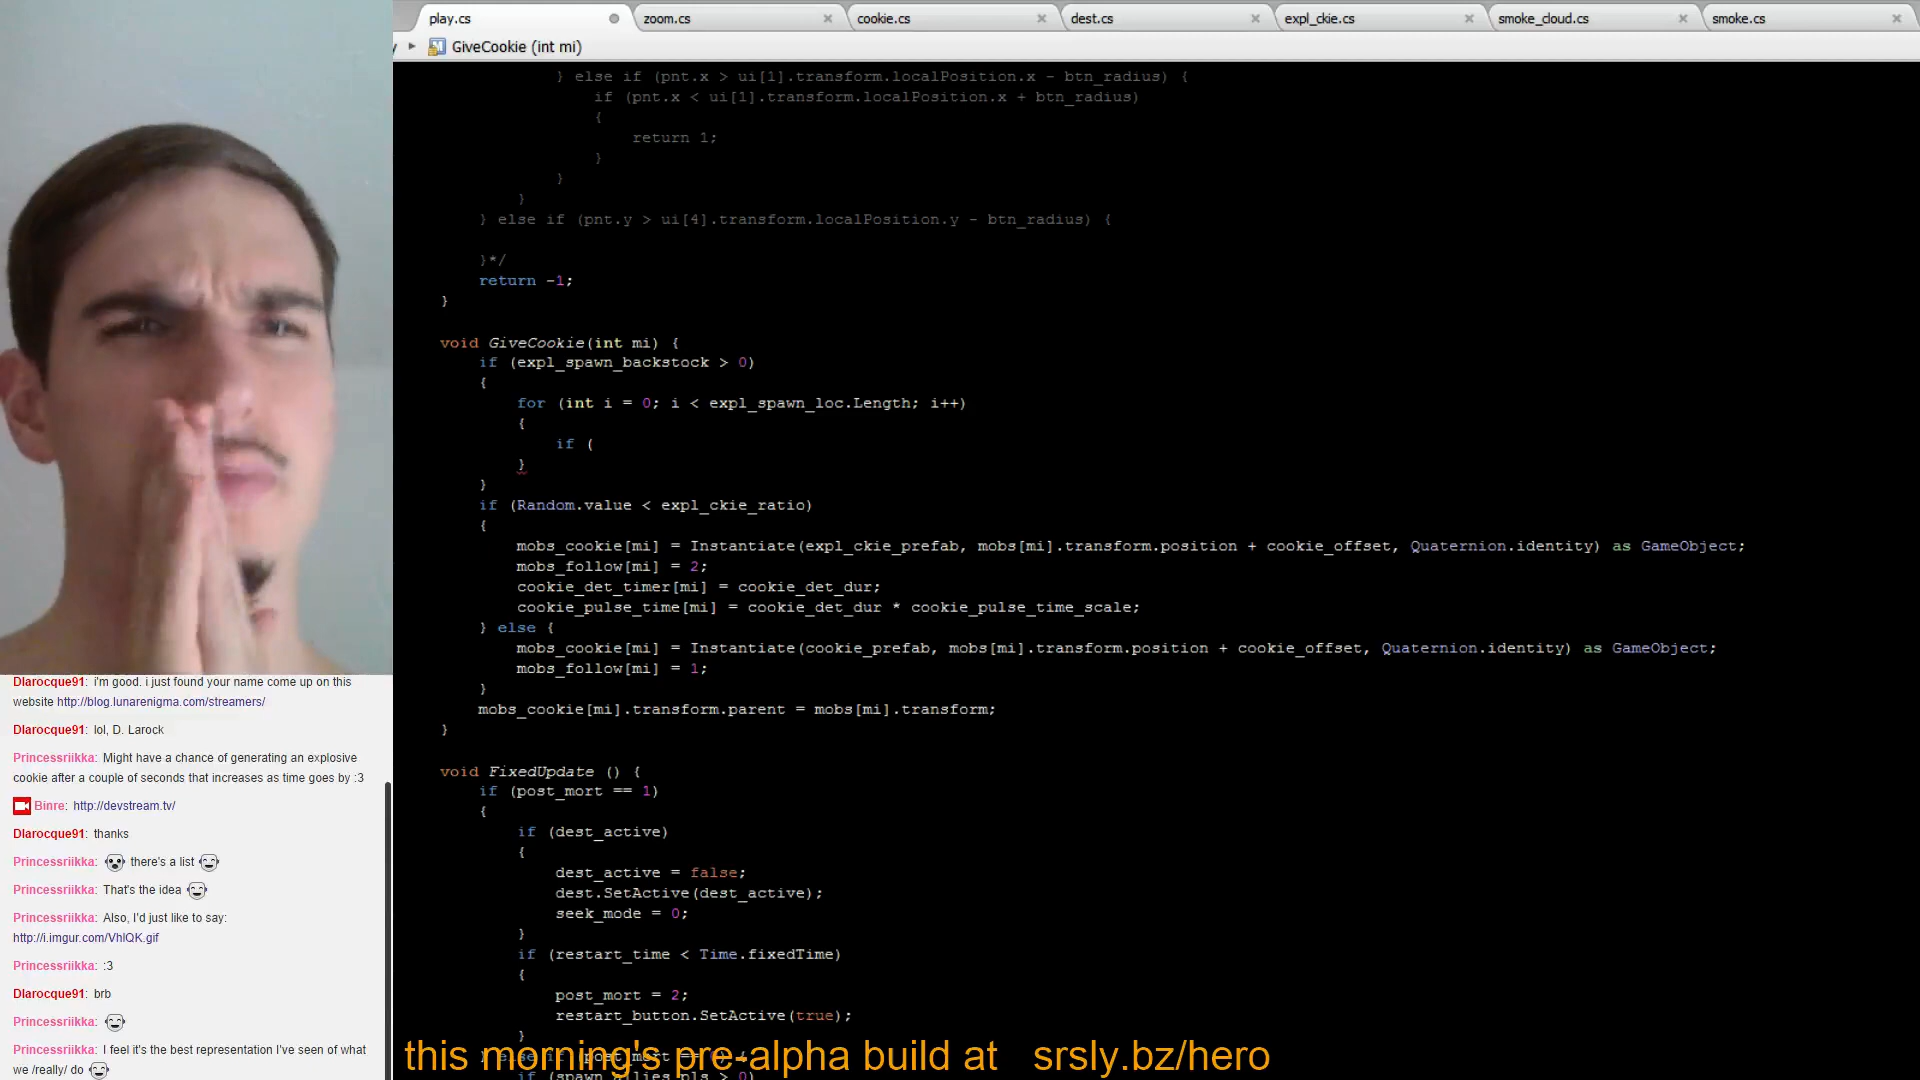 play.cs
zoom.cs
cookie.cs
dest.cs
expl_ckie.cs
smoke_cloud.cs
smoke.cs
GiveCookie (int mi)
} else if (pnt.x > ui[1].transform.localPosition.x - btn_radius) {
if (pnt.x < ui[1].transform.localPosition.x + btn_radius)
{
return 1;
}
}
}
} else if (pnt.y > ui[4].transform.localPosition.y - btn_radius) {
}*/
return -1;
}
void GiveCookie(int mi) {
if (expl_spawn_backstock > 0)
{
for (int i = 0; i < expl_spawn_loc.Length; i++)
{
if (
}
}
if (Random.value < expl_ckie_ratio)
{
mobs_cookie[mi] = Instantiate(expl_ckie_prefab, mobs[mi].transform.position + cookie_offset, Quaternion.identity) as GameObject;
mobs_follow[mi] = 2;
cookie_det_timer[mi] = cookie_det_dur;
cookie_pulse_time[mi] = cookie_det_dur * cookie_pulse_time_scale;
} else {
mobs_cookie[mi] = Instantiate(cookie_prefab, mobs[mi].transform.position + cookie_offset, Quaternion.identity) as GameObject;
mobs_follow[mi] = 1;
}
mobs_cookie[mi].transform.parent = mobs[mi].transform;
}
void FixedUpdate () {
if (post_mort == 1)
{
if (dest_active)
{
dest_active = false;
dest.SetActive(dest_active);
seek_mode = 0;
}
if (restart_time < Time.fixedTime)
{
post_mort = 2;
restart_button.SetActive(true);
}
this morning's pre-alpha build at srsly.bz/hero
Dlarocque91: i'm good. i just found your name come up on this
website http://blog.lunarenigma.com/streamers/
Dlarocque91: lol, D. Larock
Princessriikka: Might have a chance of generating an explosive
cookie after a couple of seconds that increases as time goes by :3
Binre: http://devstream.tv/
Dlarocque91: thanks
Princessriikka: there's a list
Princessriikka: That's the idea
Princessriikka: Also, I'd just like to say:
http://i.imgur.com/VhlQK.gif
Princessriikka: :3
Dlarocque91: brb
Princessriikka:
Princessriikka: I feel it's the best representation I've seen of what
we /really/ do